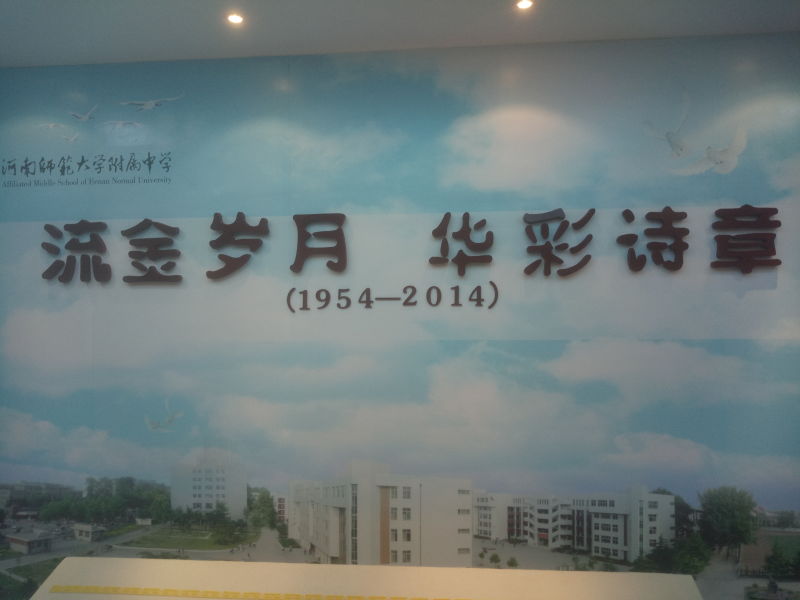 河南师范大学附属中学
Affiliated Middle School of Henan Normal University
流金岁月 华彩诗章
(1954—2014)